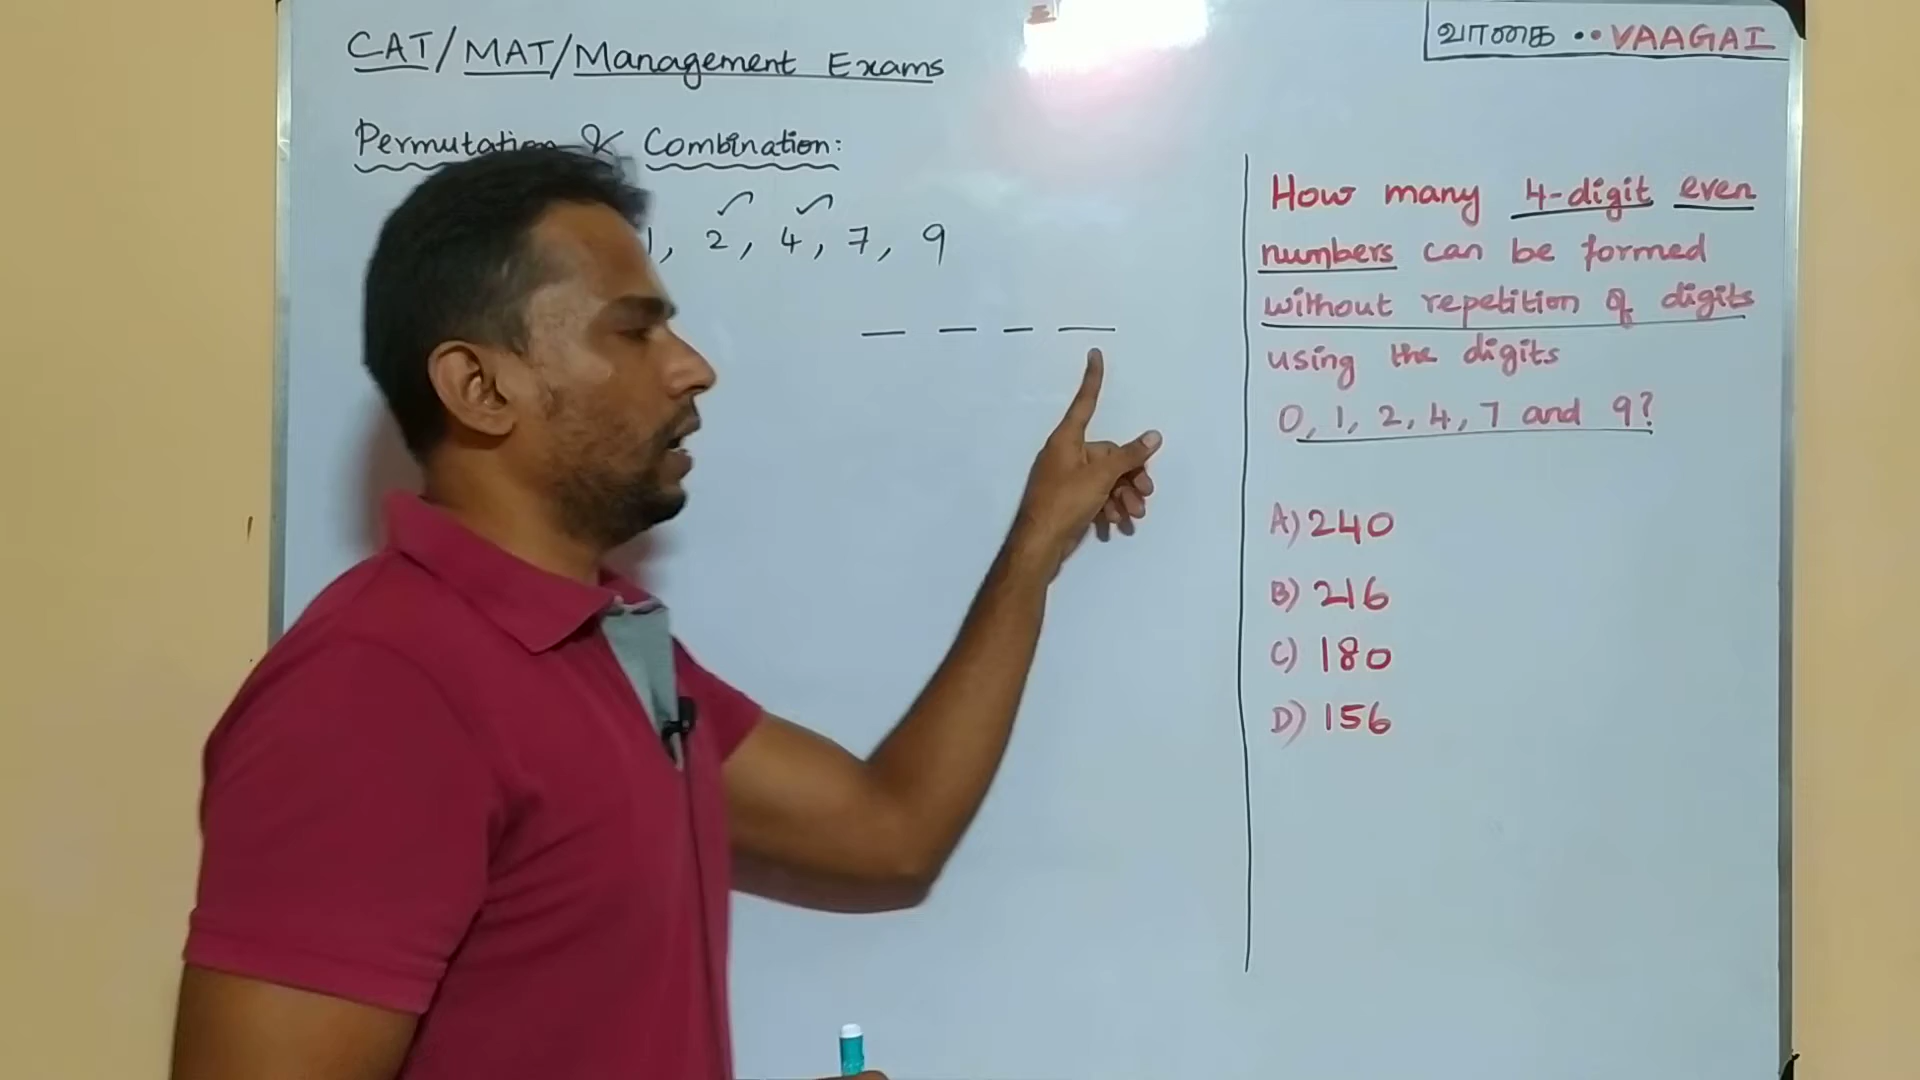 CAT/MAT/Management Exams
வாகை ..VAAGAI
Permutation & Combination:
1, 2, 4, 7, 9
How many 4-digit even
numbers can be formed
without repetition of digits
using the digits
0, 1, 2, 4, 7 and 9?
A) 240
B) 216
C) 180
D) 156